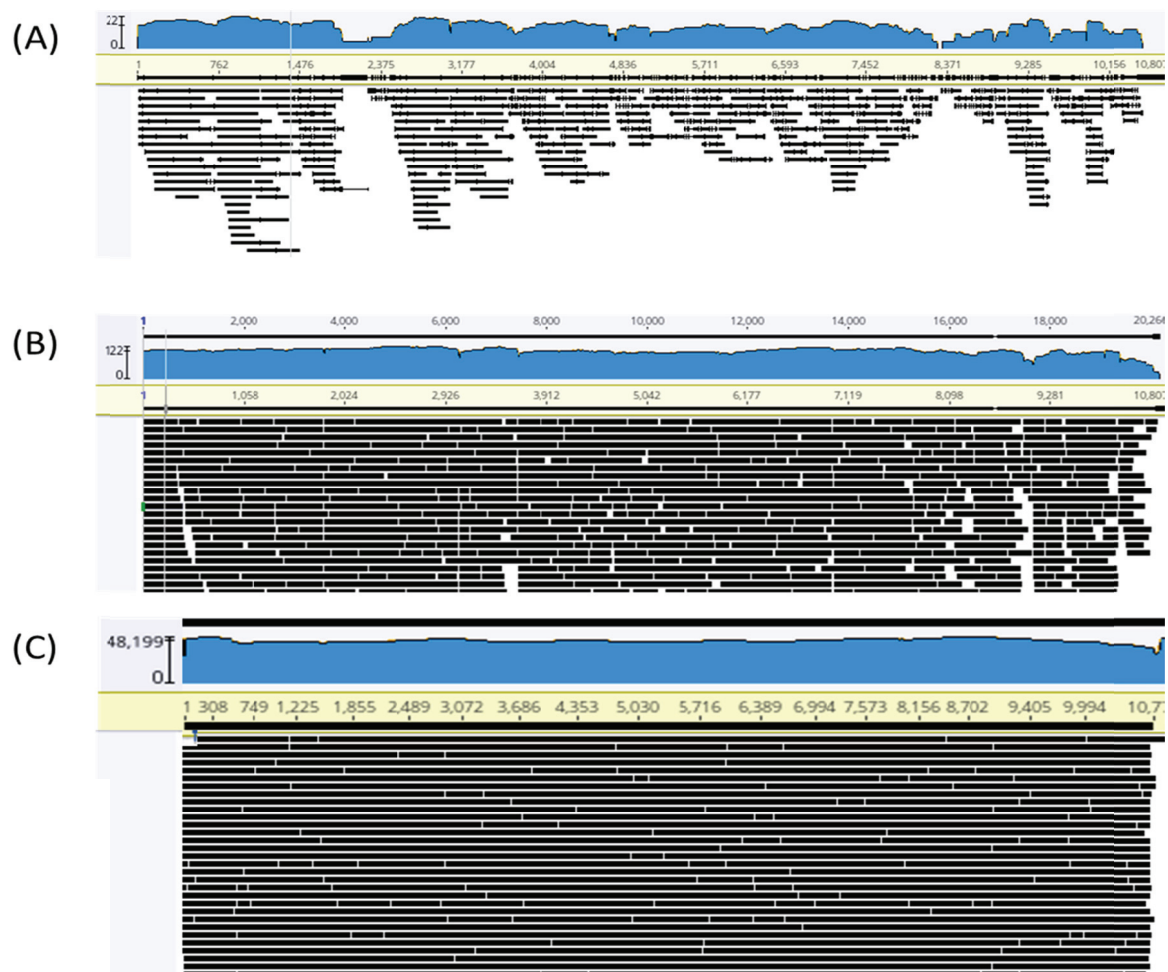 (A)
22
0
1 762 1,476 2,375 3,177 4,004 4,836 5,711 6,593 7,452 8,371 9,285 10,156 10,807
(B)
1 2,000 4,000 6,000 8,000 10,000 12,000 14,000 16,000 18,000 20,266
122
0
1 1,058 2,024 2,926 3,912 5,042 6,177 7,119 8,098 9,281 10,807
(C)
48,199
0
1 308 749 1,225 1,855 2,489 3,072 3,686 4,353 5,030 5,716 6,389 6,994 7,573 8,156 8,702 9,405 9,994 10,77